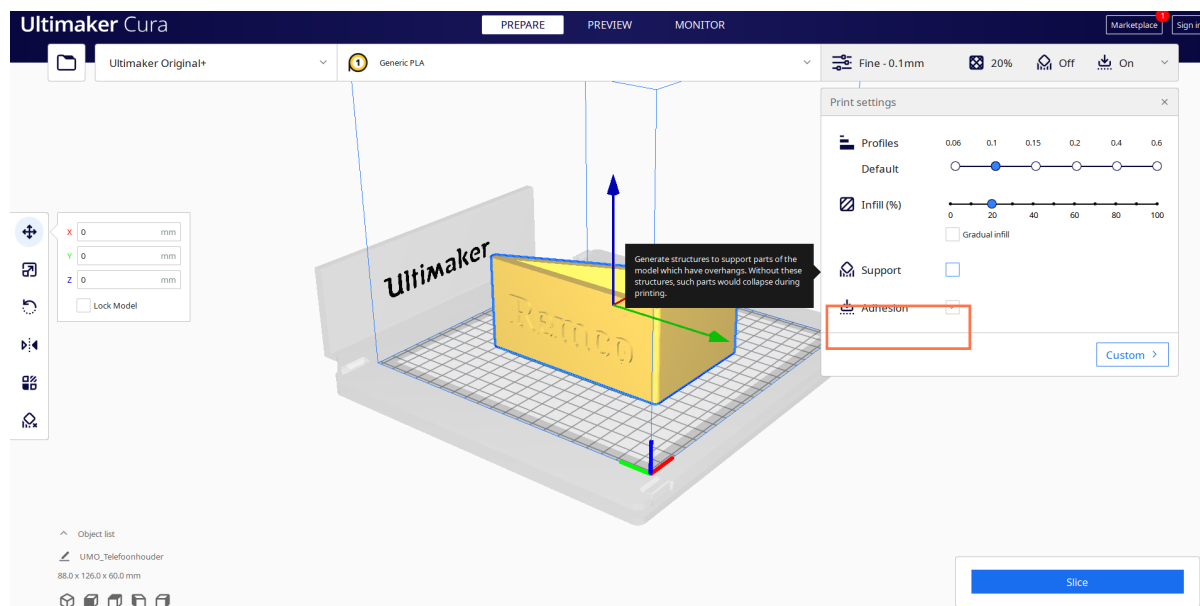 Ultimaker Cura
PREPARE
PREVIEW
MONITOR
Marketplace
1
Sign in
Ultimaker Original+
1
Generic PLA
Fine - 0.1mm
20%
Off
On
Print settings
×
Profiles
0.06 0.1 0.15 0.2 0.4 0.6
Default
Infill (%)
0 20 40 60 80 100
Gradual infill
Support
Adhesion
Custom
Generate structures to support parts of the
model which have overhangs. Without these
structures, such parts would collapse during
printing.
X 0 mm
Y 0 mm
Z 0 mm
Lock Model
Ultimaker
Remco
Object list
UMO_Telefoonhouder
88.0 x 126.0 x 60.0 mm
Slice